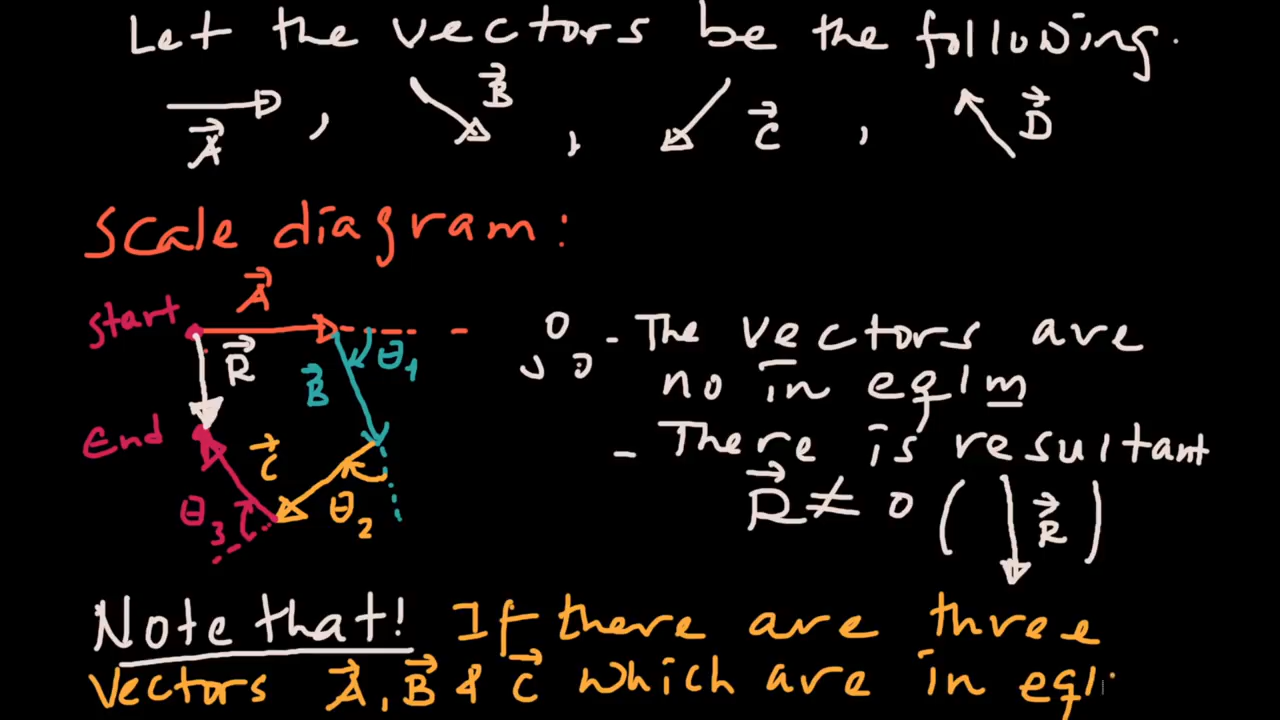 Let the vectors be the following.
A⃗ , B⃗ , C⃗ , D⃗
Scale diagram:
A⃗
Start
R⃗
B⃗
θ1
End
C⃗
θ2
θ3
∴ - The vectors are
no in eqlm
- There is resultant
R⃗ ≠ 0 ( R⃗ )
Note that! If there are three
vectors A⃗, B⃗ & C⃗ which are in eql